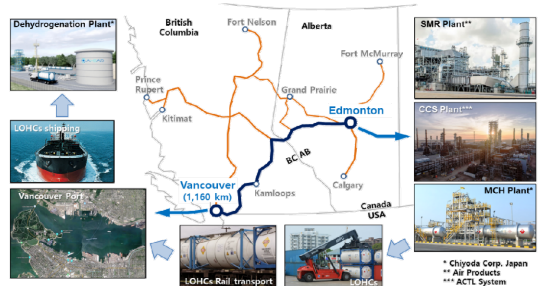 Dehydrogenation Plant*
British
Columbia
Fort Nelson
Alberta
SMR Plant**
Fort McMurray
Prince
Rupert
Grand Prairie
Kitimat
Edmonton
LOHCs shipping
CCS Plant***
BC AB
Vancouver
(1,160 km)
Kamloops
Calgary
Vancouver Port
Canada
USA
MCH Plant*
LOHCs Rail transport
LOHCs
* Chiyoda Corp. Japan
** Air Products
*** ACTL System